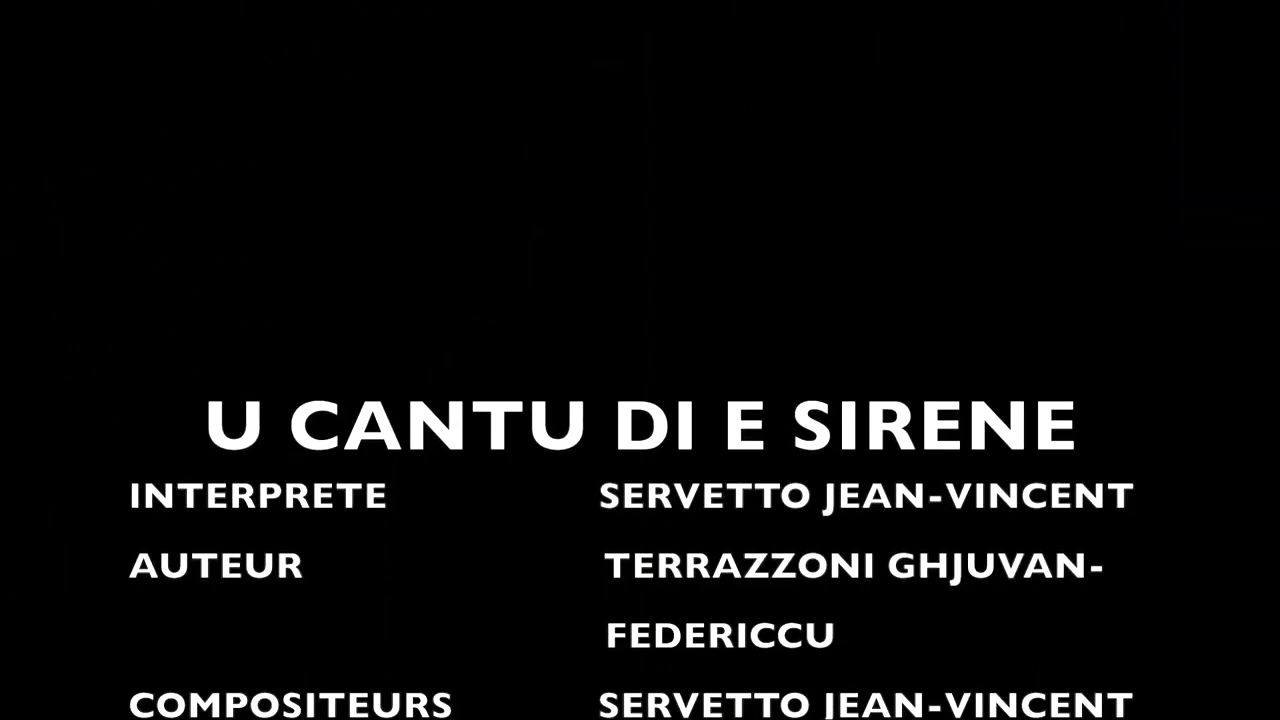 U CANTU DI E SIRENE
INTERPRETE SERVETTO JEAN-VINCENT
AUTEUR TERRAZZONI GHJUVAN-
FEDERICCU
COMPOSITEURS SERVETTO JEAN-VINCENT